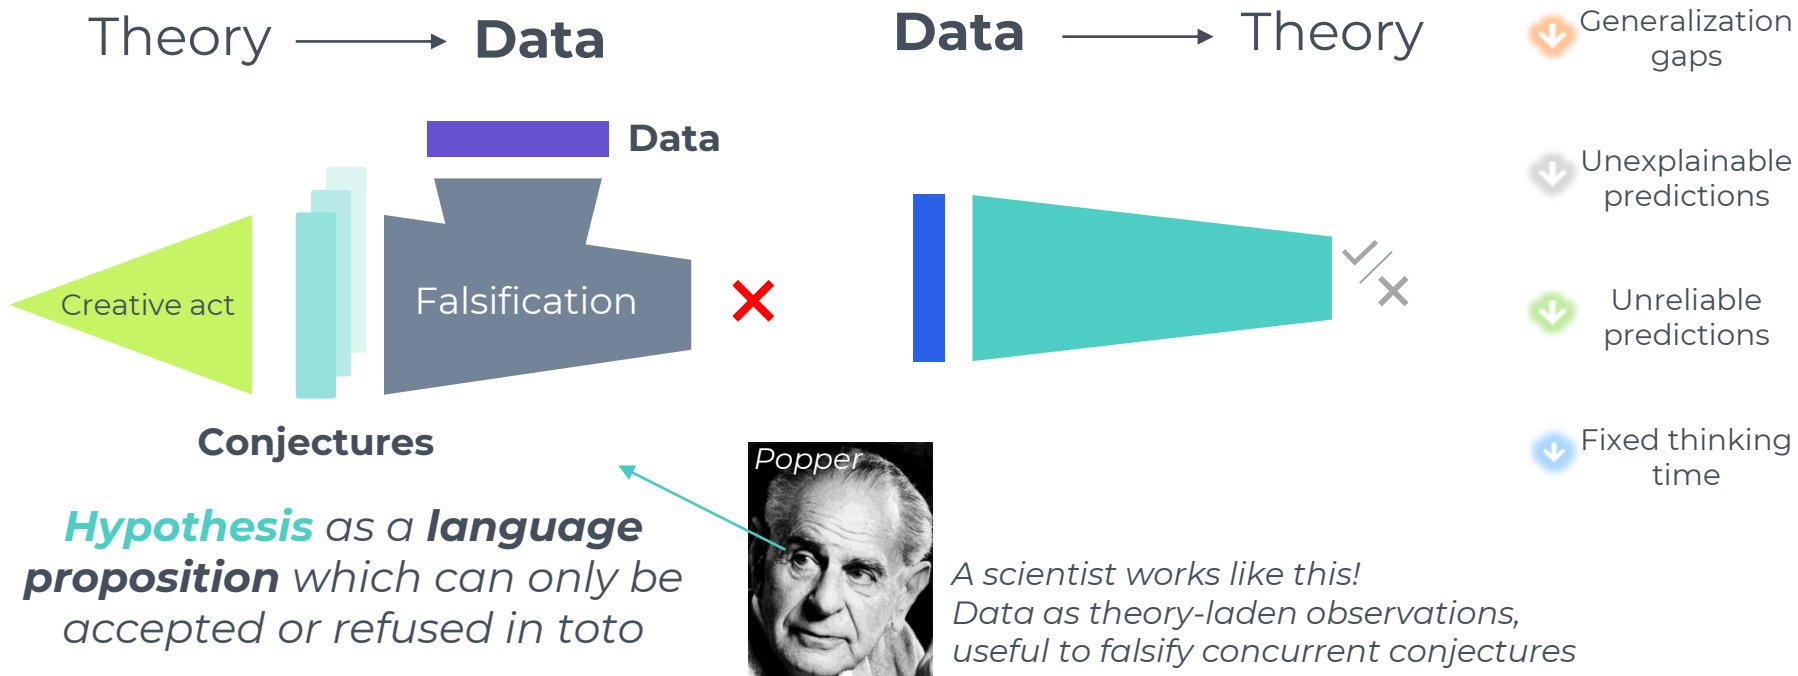 Theory
Data
Data
Theory
Generalization
gaps
Data
Unexplainable
predictions
Creative act
Falsification
Unreliable
predictions
Conjectures
Popper
Fixed thinking
time
Hypothesis as a language
proposition which can only be
accepted or refused in toto
A scientist works like this!
Data as theory-laden observations,
useful to falsify concurrent conjectures